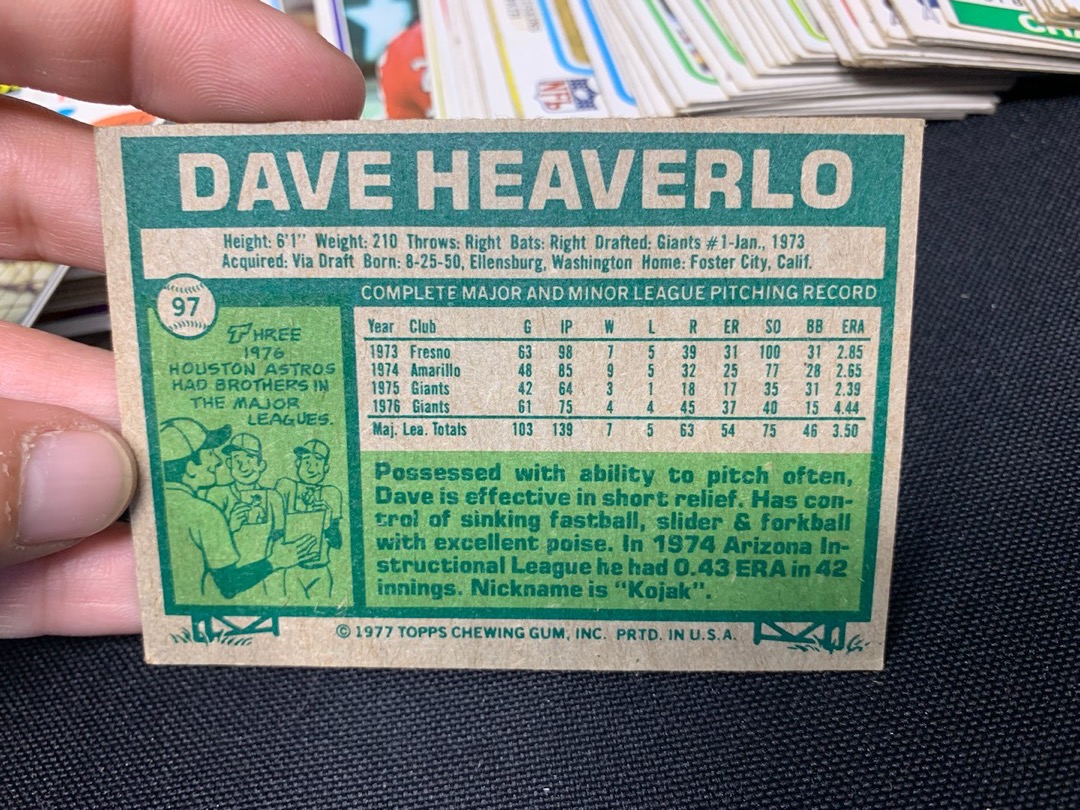 NFL
CHA
DAVE HEAVERLO
Height: 6'1" Weight: 210 Throws: Right Bats: Right Drafted: Giants #1-Jan., 1973
Acquired: Via Draft Born: 8-25-50, Ellensburg, Washington Home: Foster City, Calif.
97
THREE
1976
HOUSTON ASTROS
HAD BROTHERS IN
THE MAJOR
LEAGUES.
COMPLETE MAJOR AND MINOR LEAGUE PITCHING RECORD
Year Club G IP W L R ER SO BB ERA
1973 Fresno 63 98 7 5 39 31 100 31 2.85
1974 Amarillo 48 85 9 5 32 25 77 28 2.65
1975 Giants 42 64 3 1 18 17 35 31 2.39
1976 Giants 61 75 4 4 45 37 40 15 4.44
Maj. Lea. Totals 103 139 7 5 63 54 75 46 3.50
Possessed with ability to pitch often,
Dave is effective in short relief. Has con-
trol of sinking fastball, slider & forkball
with excellent poise. In 1974 Arizona In-
structional League he had 0.43 ERA in 42
innings. Nickname is "Kojak".
© 1977 TOPPS CHEWING GUM, INC. PRTD. IN U.S.A.